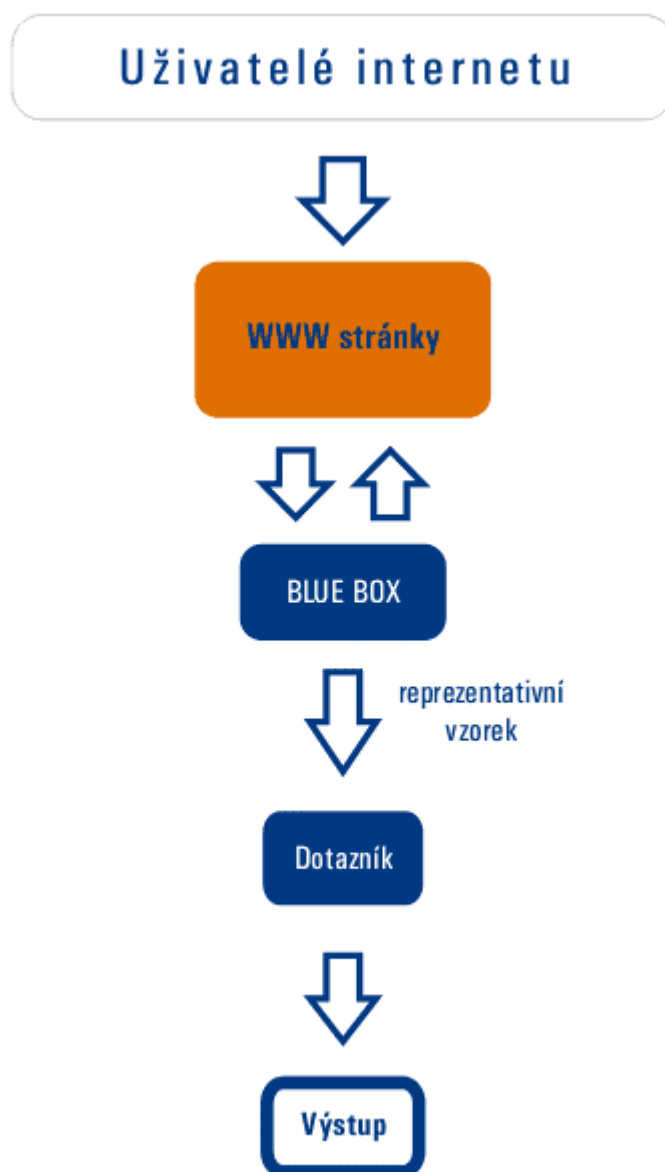 Uživatelé internetu
WWW stránky
BLUE BOX
reprezentativní
vzorek
Dotazník
Výstup